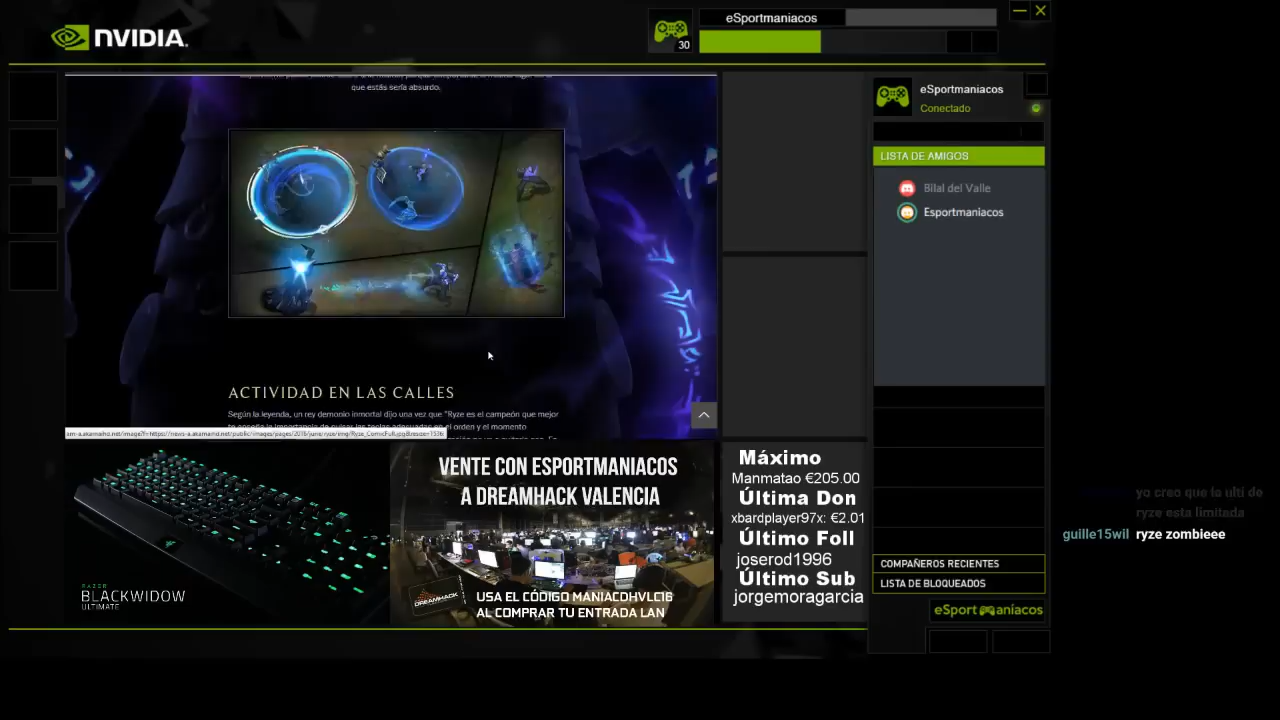 NVIDIA.
30
eSportmaniacos
que estás sería absurdo.
ACTIVIDAD EN LAS CALLES
Según la leyenda, un rey demonio inmortal dijo una vez que "Ryze es el campeón que mejor
eSportmaniacos
Conectado
LISTA DE AMIGOS
Bilal del Valle
Esportmaniacos
RAZER
BLACKWIDOW
ULTIMATE
VENTE CON ESPORTMANIACOS
A DREAMHACK VALENCIA
DREAMHACK
USA EL CÓDIGO MANIACODHVLC16
AL COMPRAR TU ENTRADA LAN
Máximo
Manmatao €205.00
Última Don
xbardplayer97x: €2.01
Último Foll
joserod1996
Último Sub
jorgemoragarcia
COMPAÑEROS RECIENTES
LISTA DE BLOQUEADOS
eSportmaníacos
yo creo que la ulti de
ryze esta limitada
guille15wil ryze zombieee